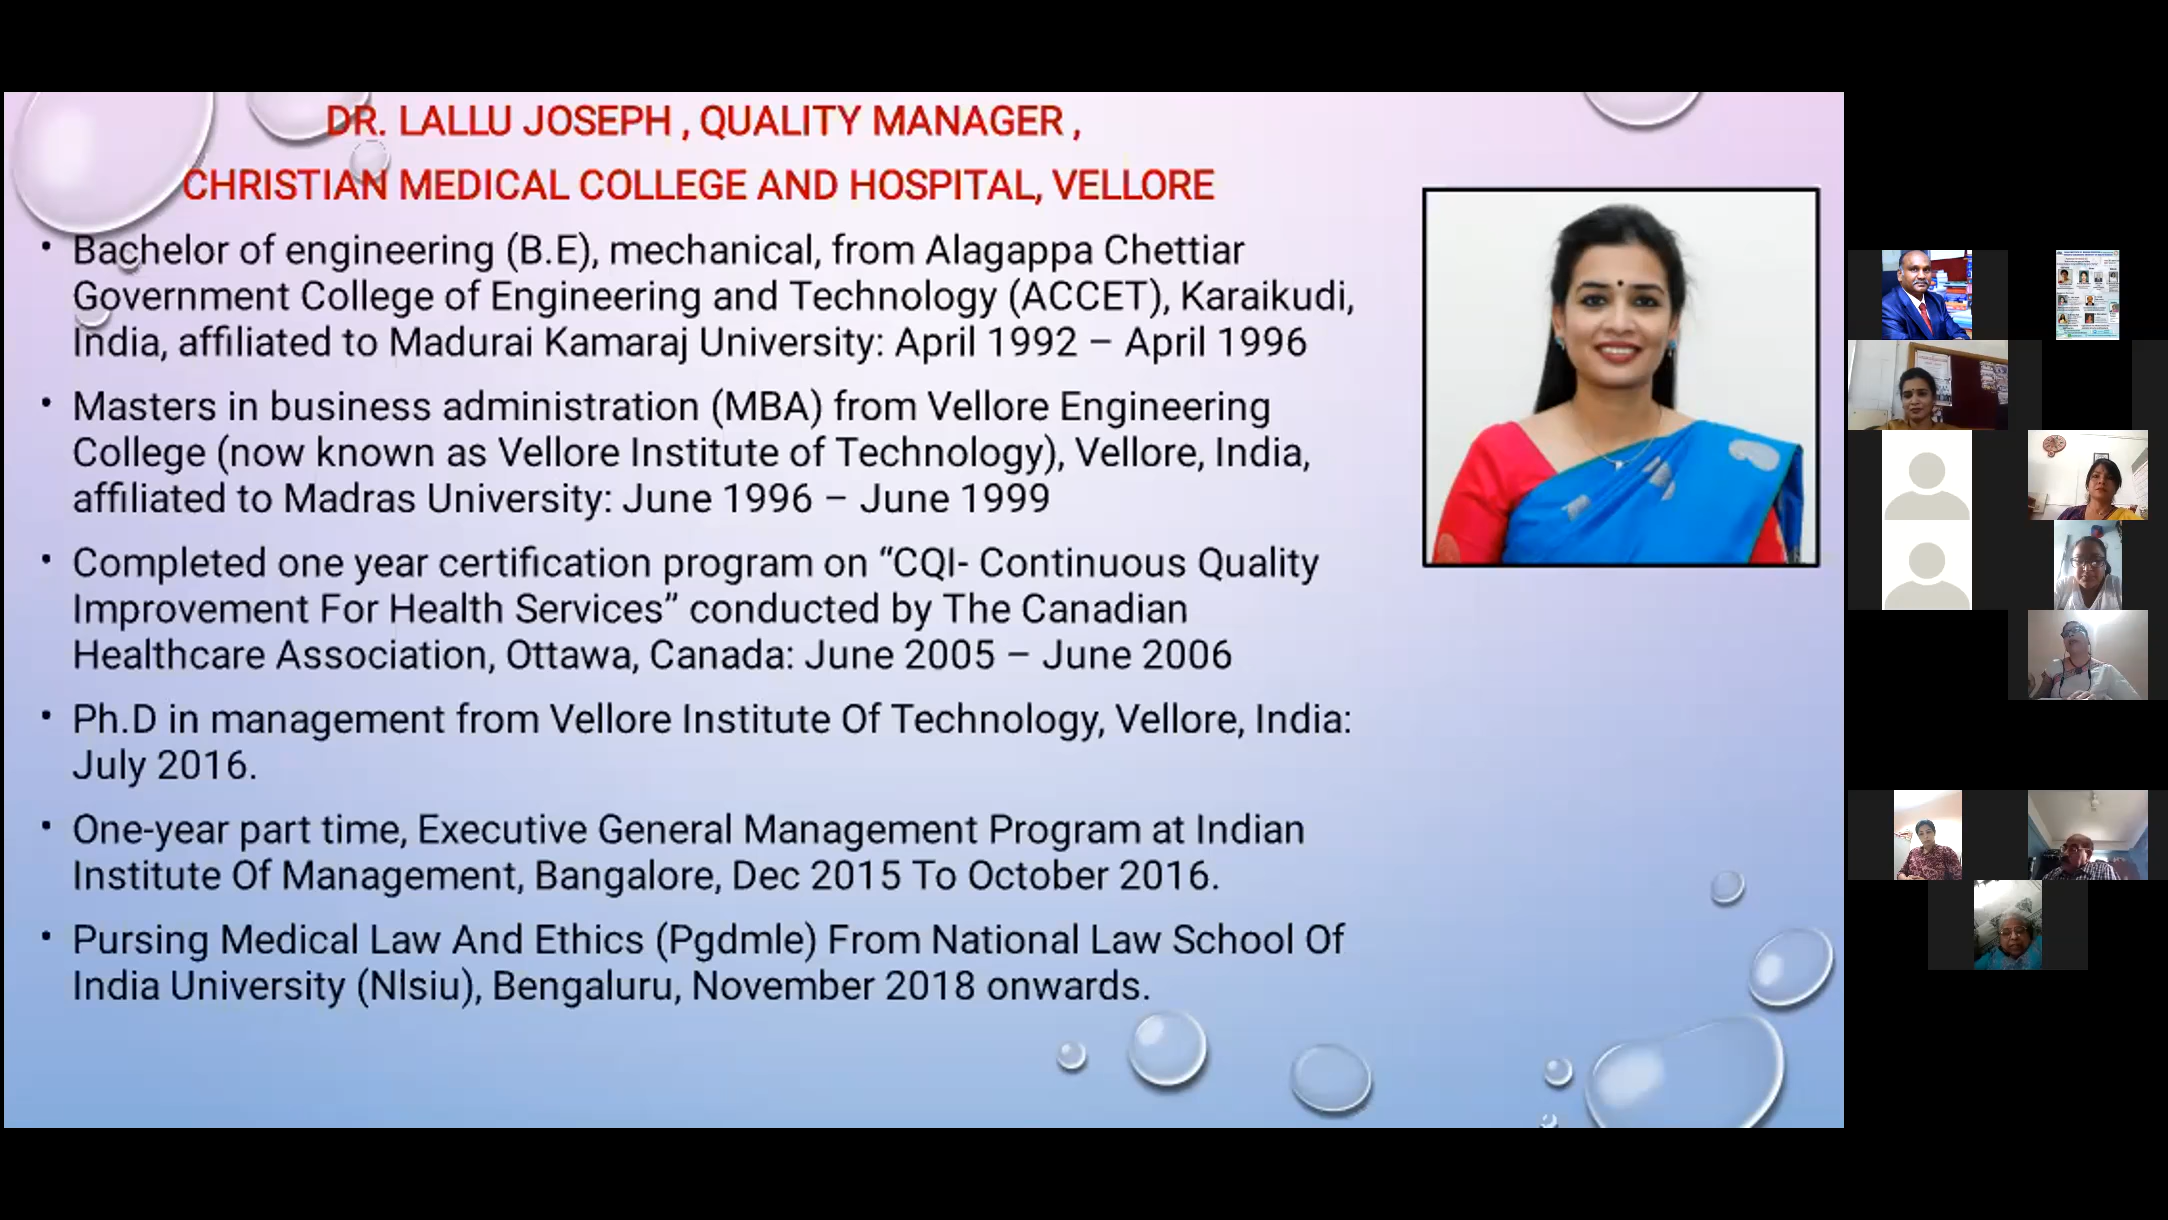 DR. LALLU JOSEPH , QUALITY MANAGER ,
CHRISTIAN MEDICAL COLLEGE AND HOSPITAL, VELLORE
• Bachelor of engineering (B.E), mechanical, from Alagappa Chettiar
Government College of Engineering and Technology (ACCET), Karaikudi,
India, affiliated to Madurai Kamaraj University: April 1992 – April 1996
• Masters in business administration (MBA) from Vellore Engineering
College (now known as Vellore Institute of Technology), Vellore, India,
affiliated to Madras University: June 1996 – June 1999
• Completed one year certification program on “CQI- Continuous Quality
Improvement For Health Services” conducted by The Canadian
Healthcare Association, Ottawa, Canada: June 2005 – June 2006
• Ph.D in management from Vellore Institute Of Technology, Vellore, India:
July 2016.
• One-year part time, Executive General Management Program at Indian
Institute Of Management, Bangalore, Dec 2015 To October 2016.
• Pursing Medical Law And Ethics (Pgdmle) From National Law School Of
India University (Nlsiu), Bengaluru, November 2018 onwards.